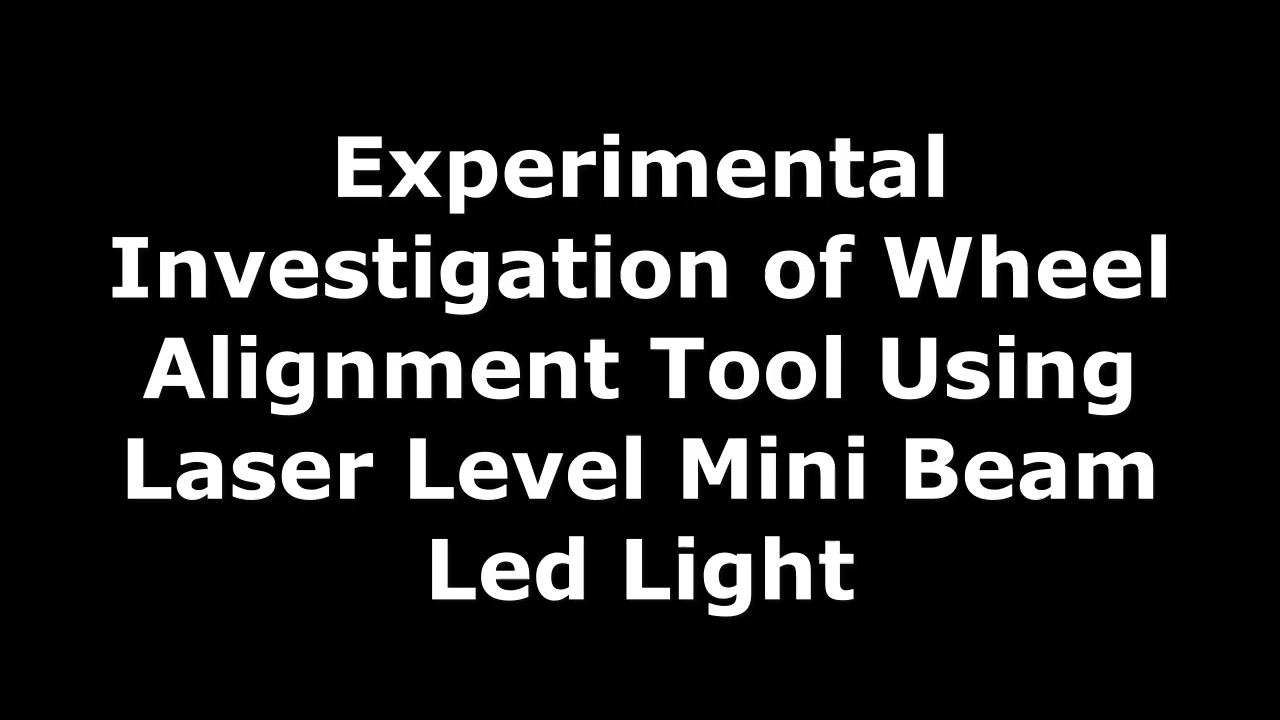 Experimental
Investigation of Wheel
Alignment Tool Using
Laser Level Mini Beam
Led Light